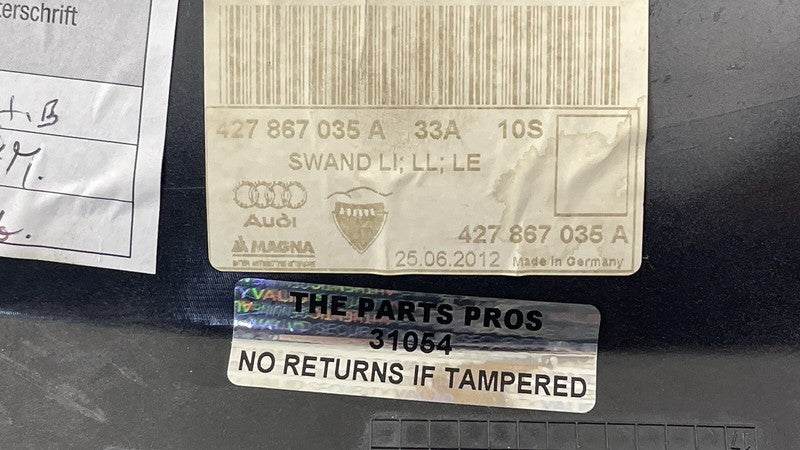 terschrift
427 867 035 A 33A 10S
SWAND LI; LL; LE
Audi
MAGNA
427 867 035 A
25.06.2012 Made in Germany
THE PARTS PROS
31054
NO RETURNS IF TAMPERED